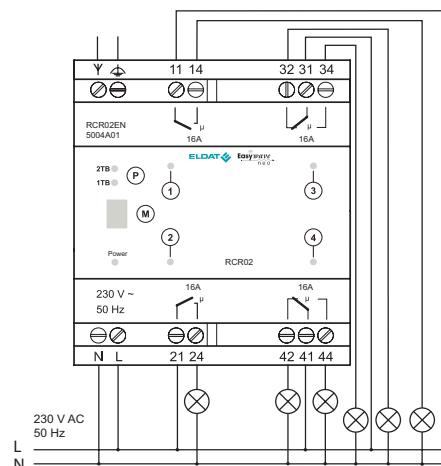 11 14 32 31 34
RCR02EN
5004A01
µ µ
16A 16A
ELDAT Easywave neo
2TB
1TB
P
M
1 3
2 4
Power
RCR02
16A 16A
230 V ~
50 Hz
µ µ
N L 21 24 42 41 44
230 V AC
50 Hz
L
N